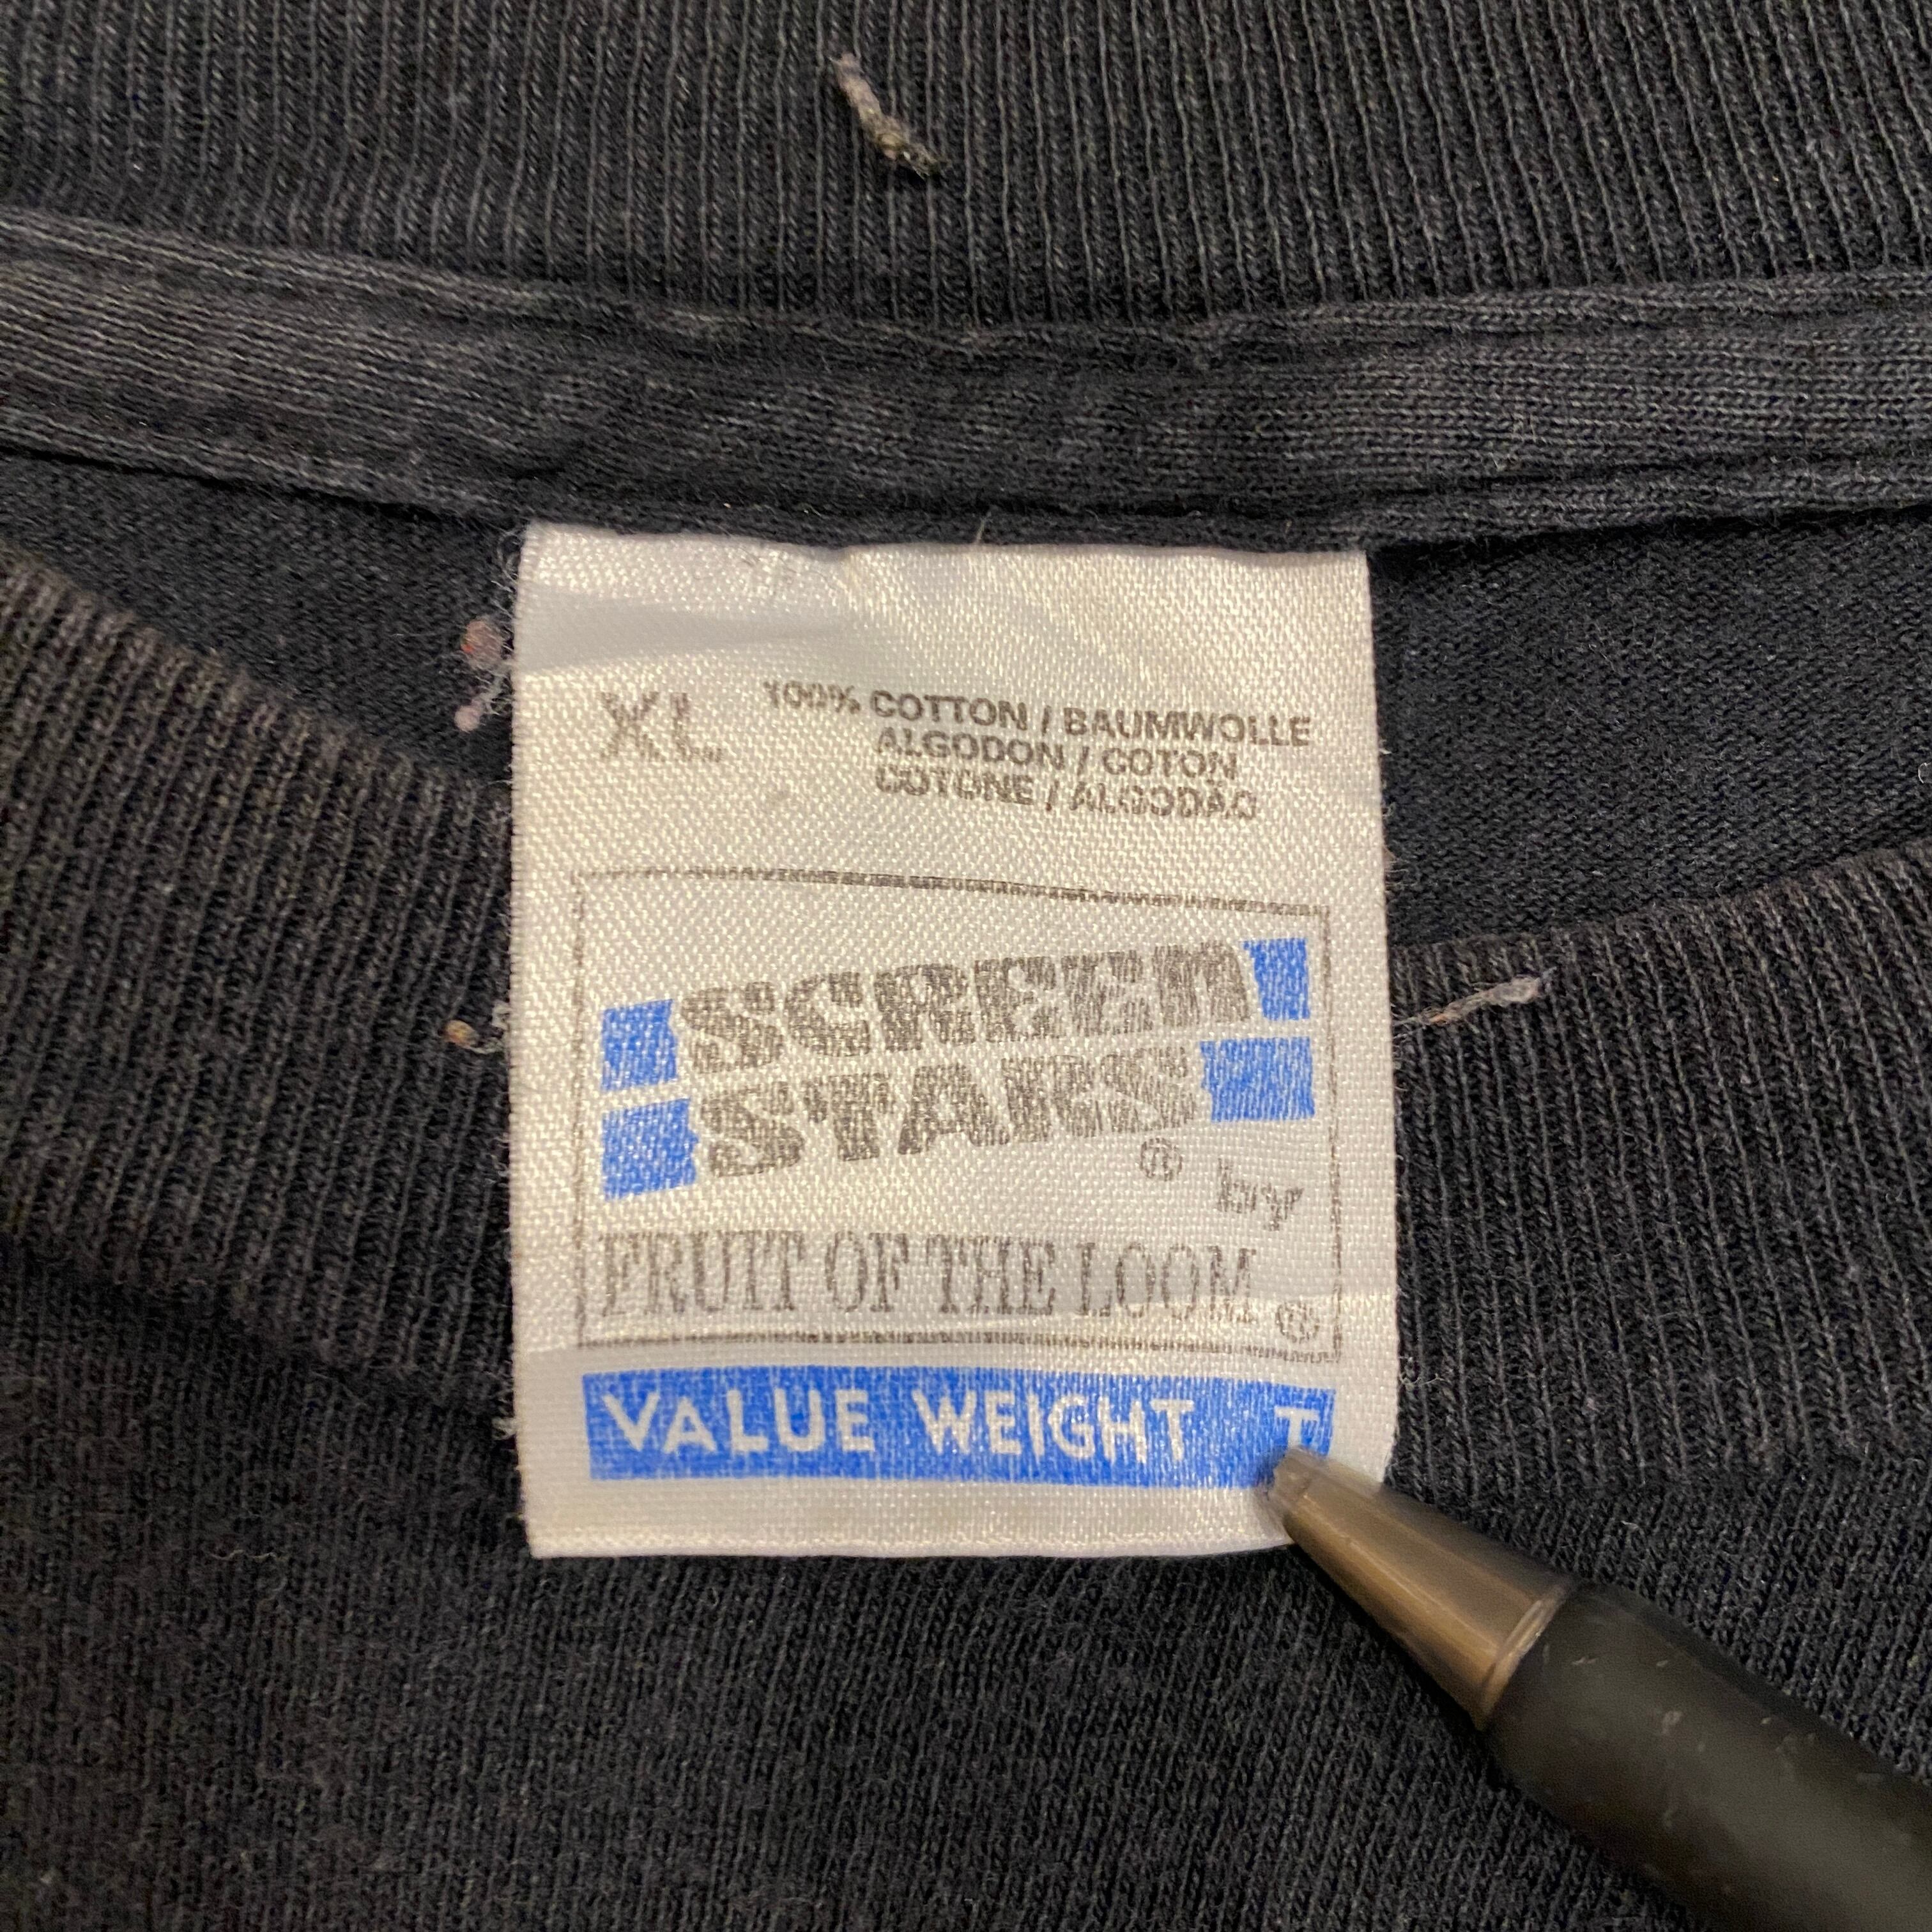 XL
100% COTTON / BAUMWOLLE
ALGODON / COTON
COTONE / ALGODÃO
SCREEN
STARS
® by
FRUIT OF THE LOOM ®
VALUE WEIGHT T